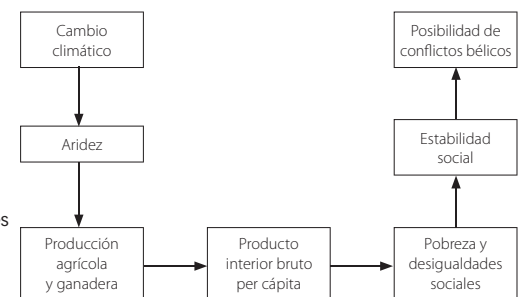 Cambio
climático
Aridez
Producción
agrícola
y ganadera
Producto
interior bruto
per cápita
Pobreza y
desigualdades
sociales
Estabilidad
social
Posibilidad de
conflictos bélicos